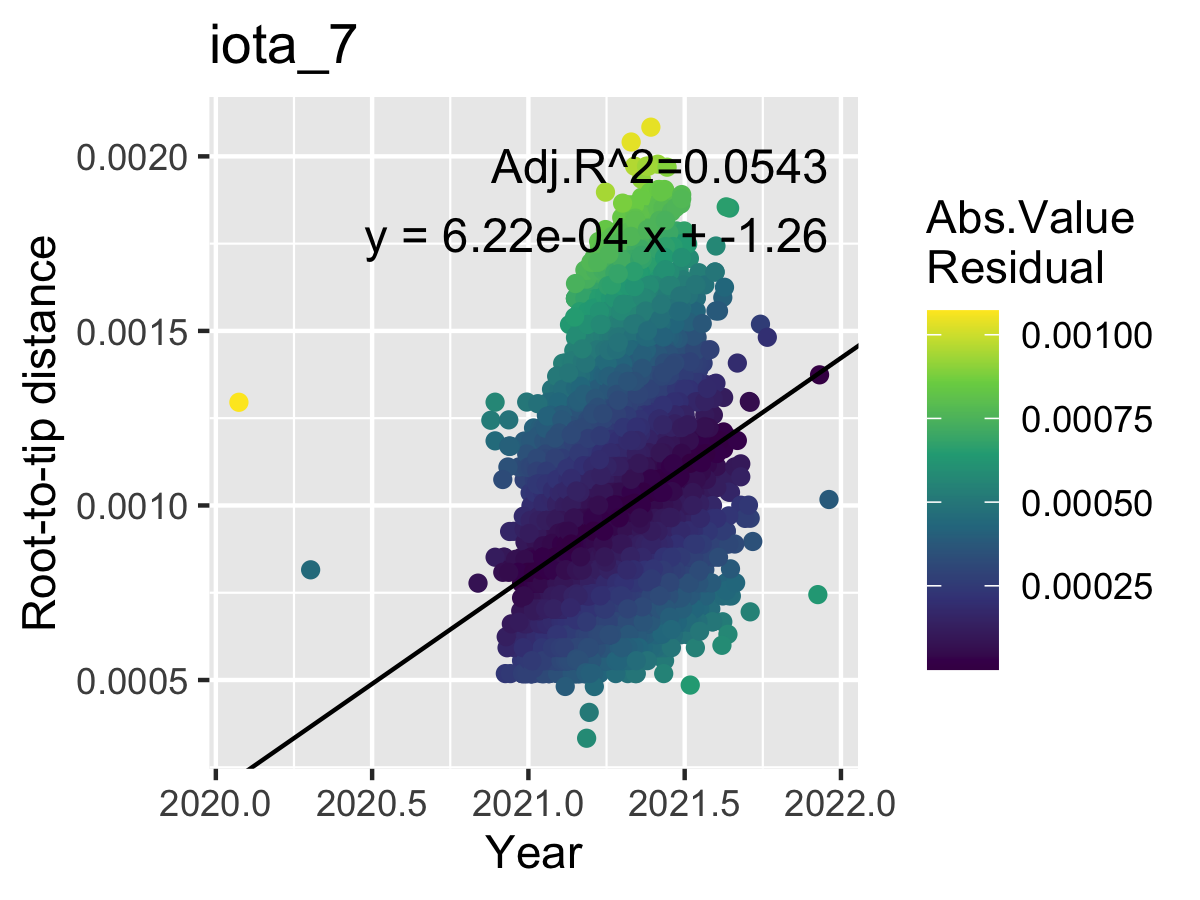 iota_7
Adj.R^2=0.0543
y = 6.22e-04 x + -1.26
Root-to-tip distance
0.0020
0.0015
0.0010
0.0005
2020.0
2020.5
2021.0
2021.5
2022.0
Year
Abs.Value
Residual
0.00100
0.00075
0.00050
0.00025